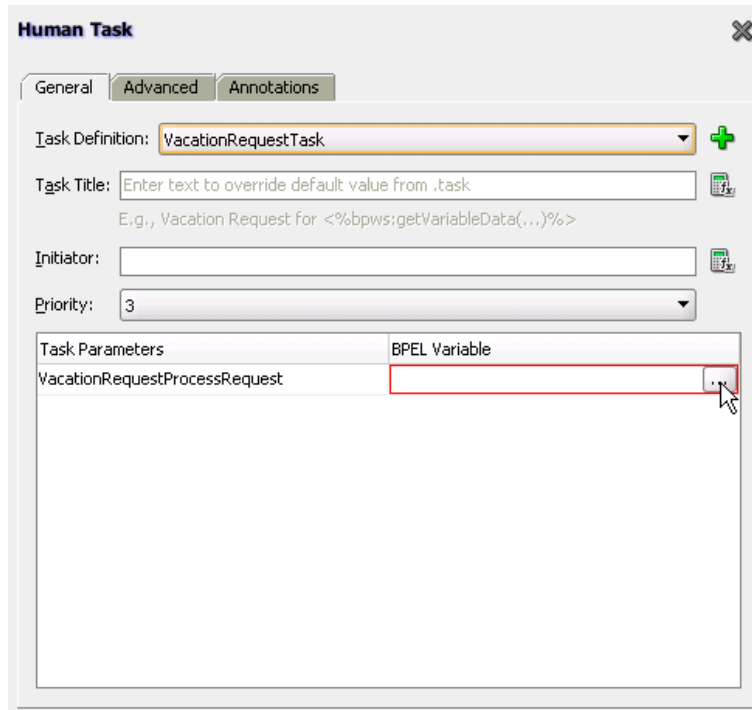 Human Task
General Advanced Annotations
Task Definition: VacationRequestTask
Task Title: Enter text to override default value from .task
E.g., Vacation Request for <%bpws:getVariableData(...)%>
Initiator:
Priority: 3
Task Parameters BPEL Variable
VacationRequestProcessRequest ...